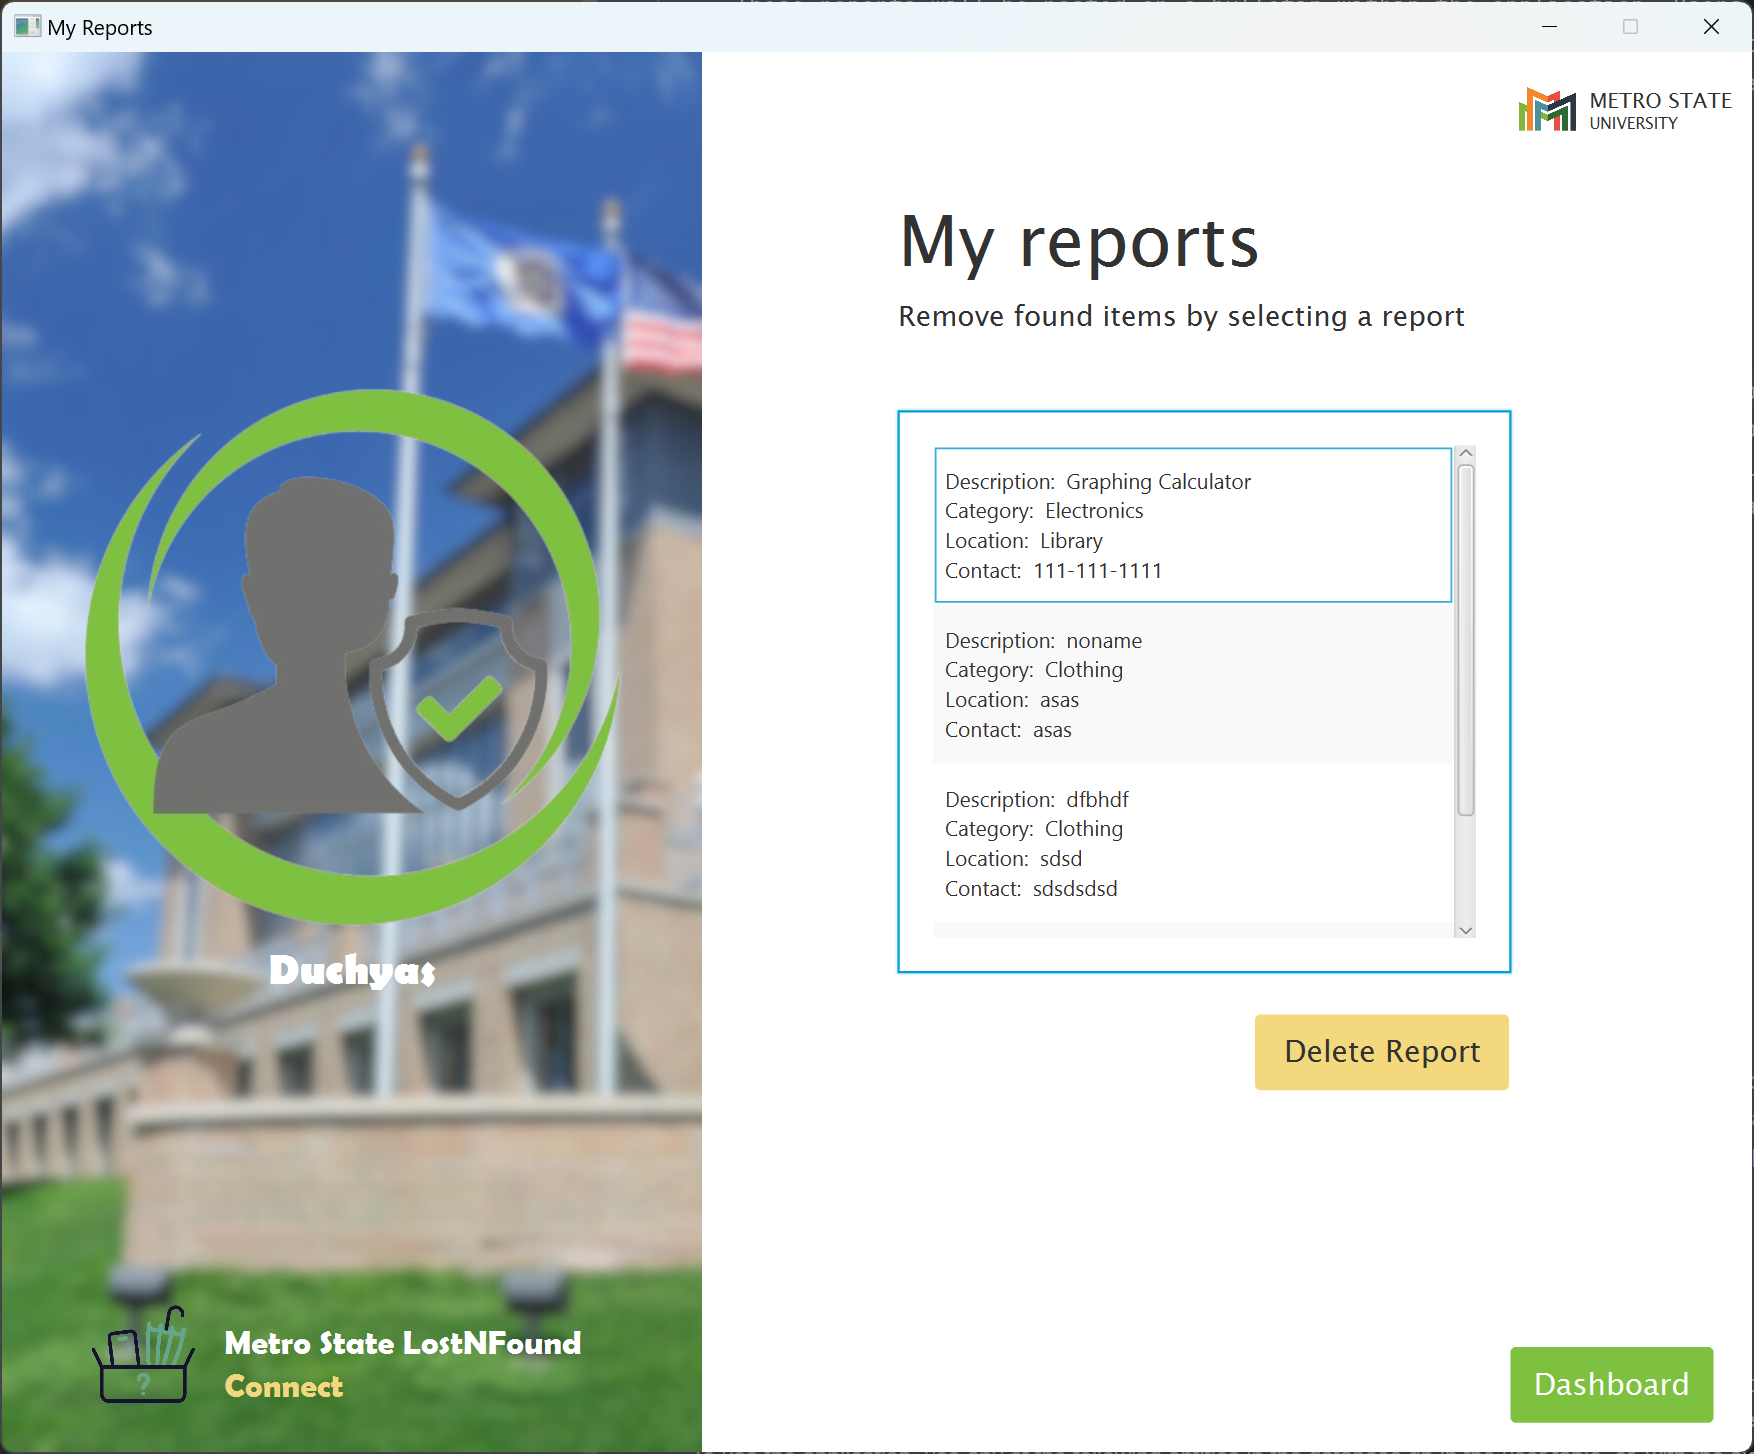 My Reports
METRO STATE
UNIVERSITY
My reports
Remove found items by selecting a report
Description:  Graphing Calculator
Category:  Electronics
Location:  Library
Contact:  111-111-1111
Description:  noname
Category:  Clothing
Location:  asas
Contact:  asas
Description:  dfbhdf
Category:  Clothing
Location:  sdsd
Contact:  sdsdsdsd
Delete Report
Dashboard
Duchyas
?
Metro State LostNFound
Connect